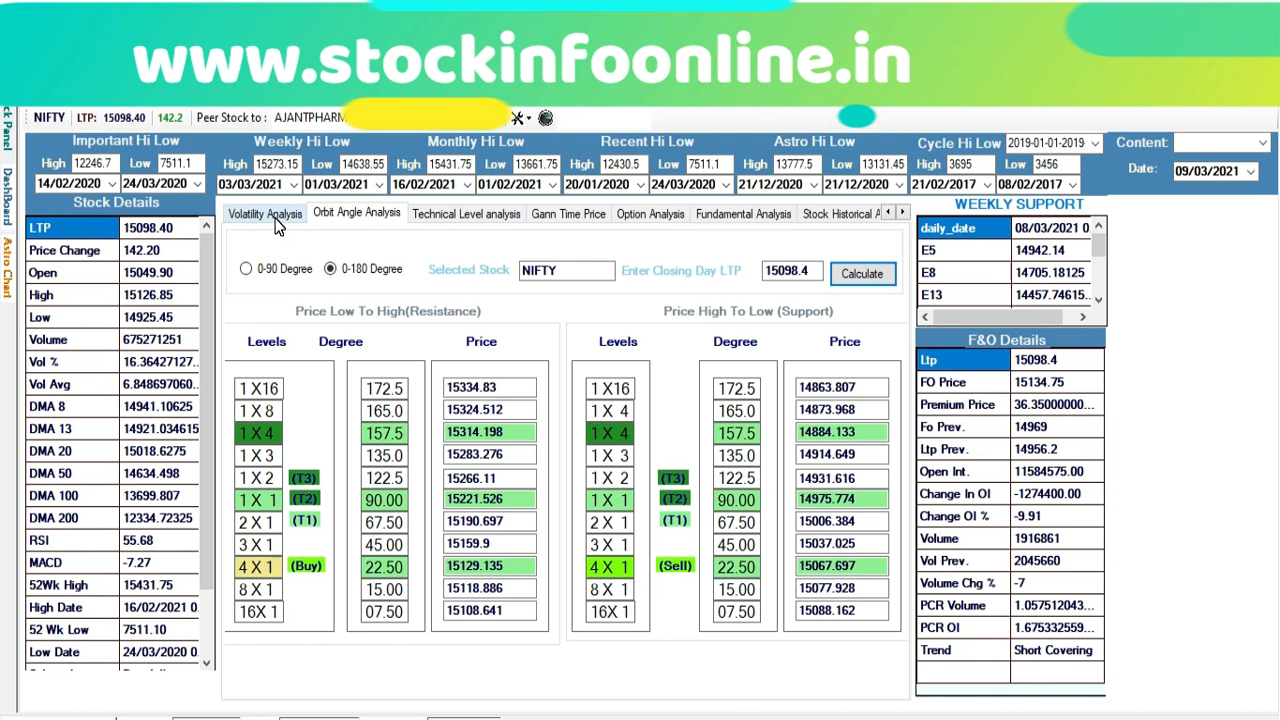 www.stockinfoonline.in
NIFTY LTP: 15098.40 142.2 Peer Stock to : AJANTPHARM
Important Hi Low Weekly Hi Low Monthly Hi Low Recent Hi Low Astro Hi Low Cycle Hi Low 2019-01-01-2019 Content:
High 12246.7 Low 7511.1 High 15273.15 Low 14638.55 High 15431.75 Low 13661.75 High 12430.5 Low 7511.1 High 13777.5 Low 13131.45 High 3695 Low 3456
14/02/2020 24/03/2020 03/03/2021 01/03/2021 16/02/2021 01/02/2021 20/01/2020 24/03/2020 21/12/2020 21/12/2020 21/02/2017 08/02/2017 Date: 09/03/2021
Panel
DashBoard
Astro Chart
Stock Details
LTP 15098.40
Price Change 142.20
Open 15049.90
High 15126.85
Low 14925.45
Volume 675271251
Vol % 16.36427127...
Vol Avg 6.848697060...
DMA 8 14941.10625
DMA 13 14921.034615
DMA 20 15018.6275
DMA 50 14634.498
DMA 100 13699.807
DMA 200 12334.72325
RSI 55.68
MACD -7.27
52Wk High 15431.75
High Date 16/02/2021 0
52 Wk Low 7511.10
Low Date 24/03/2020 0.
Volatility Analysis Orbit Angle Analysis Technical Level analysis Gann Time Price Option Analysis Fundamental Analysis Stock Historical A
0-90 Degree 0-180 Degree Selected Stock NIFTY Enter Closing Day LTP 15098.4 Calculate
Price Low To High(Resistance) Price High To Low (Support)
Levels Degree Price Levels Degree Price
1 X16 172.5 15334.83 1 X16 172.5 14863.807
1 X 8 165.0 15324.512 1 X 4 165.0 14873.968
1 X 4 157.5 15314.198 1 X 4 157.5 14884.133
1 X 3 135.0 15283.276 1 X 3 135.0 14914.649
1 X 2 (T3) 122.5 15266.11 1 X 2 (T3) 122.5 14931.616
1 X 1 (T2) 90.00 15221.526 1 X 1 (T2) 90.00 14975.774
2 X 1 (T1) 67.50 15190.697 2 X 1 (T1) 67.50 15006.384
3 X 1 45.00 15159.9 3 X 1 45.00 15037.025
4 X 1 (Buy) 22.50 15129.135 4 X 1 (Sell) 22.50 15067.697
8 X 1 15.00 15118.886 8 X 1 15.00 15077.928
16X 1 07.50 15108.641 16X 1 07.50 15088.162
WEEKLY SUPPORT
daily_date 08/03/2021 0.
E5 14942.14
E8 14705.18125
E13 14457.74615..
F&O Details
Ltp 15098.4
FO Price 15134.75
Premium Price 36.35000000...
Fo Prev. 14969
Ltp Prev. 14956.2
Open Int. 11584575.00
Change In OI -1274400.00
Change OI % -9.91
Volume 1916861
Vol Prev. 2045660
Volume Chg % -7
PCR Volume 1.057512043...
PCR OI 1.675332559...
Trend Short Covering